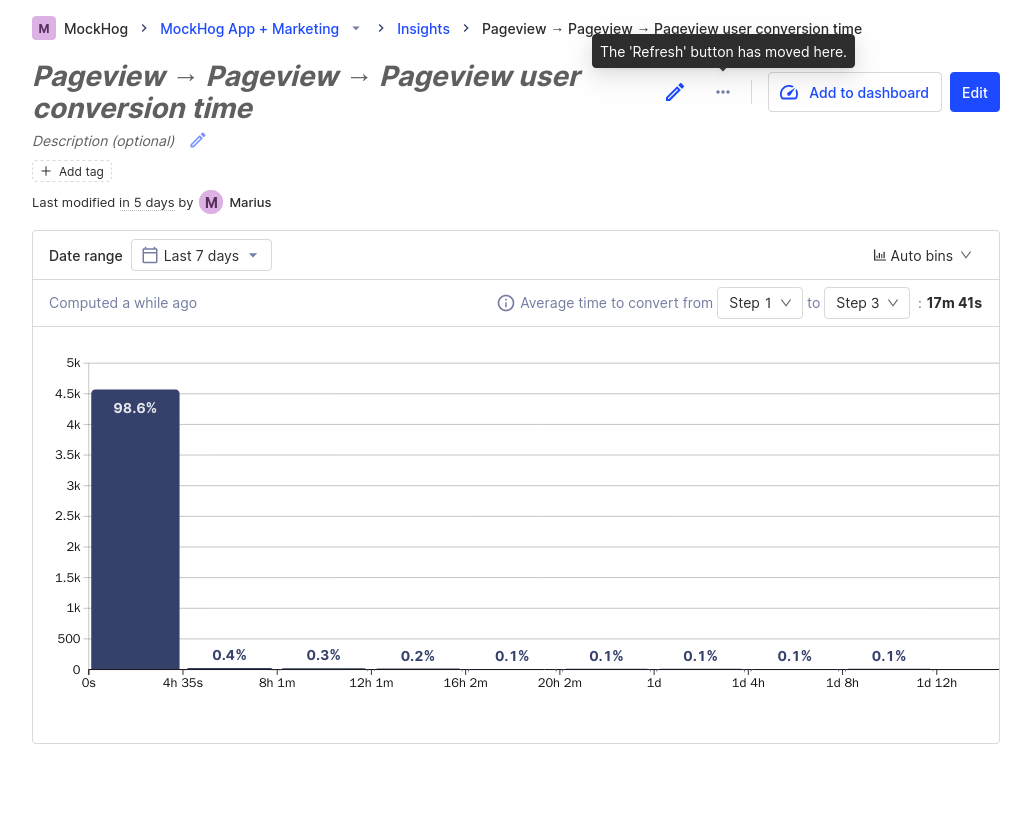 M MockHog > MockHog App + Marketing > Insights > Pageview → Pageview → Pageview user conversion time
The 'Refresh' button has moved here.
Pageview → Pageview → Pageview user
conversion time
Add to dashboard
Edit
Description (optional)
+ Add tag
Last modified in 5 days by M Marius
Date range Last 7 days Auto bins
Computed a while ago Average time to convert from Step 1 to Step 3 : 17m 41s
5k
4.5k
98.6%
4k
3.5k
3k
2.5k
2k
1.5k
1k
500
0.4% 0.3% 0.2% 0.1% 0.1% 0.1% 0.1% 0.1%
0
0s 4h 35s 8h 1m 12h 1m 16h 2m 20h 2m 1d 1d 4h 1d 8h 1d 12h